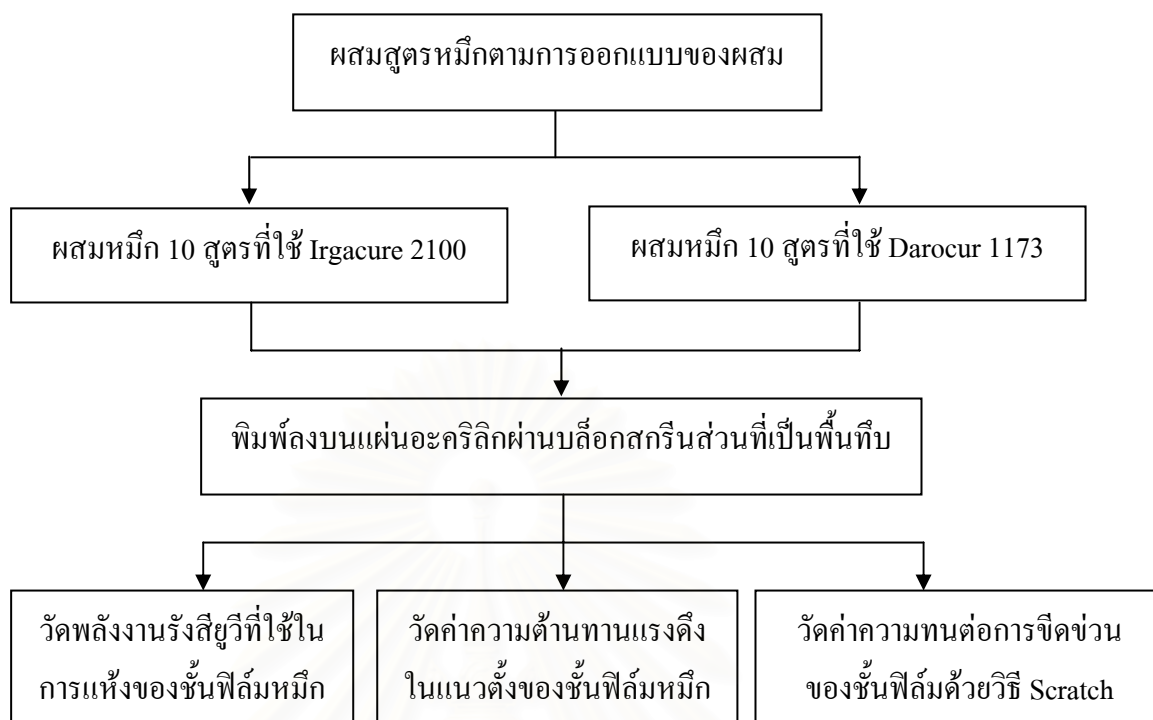 ผสมสูตรหมึกตามการออกแบบของผสม
ผสมหมึก 10 สูตรที่ใช้ Irgacure 2100
ผสมหมึก 10 สูตรที่ใช้ Darocur 1173
พิมพ์ลงบนแผ่นอะคริลิกผ่านบล็อกสกรีนส่วนที่เป็นพื้นทึบ
วัดพลังงานรังสียูวีที่ใช้ใน
การแห้งของชั้นฟิล์มหมึก
วัดค่าความต้านทานแรงดึง
ในแนวตั้งของชั้นฟิล์มหมึก
วัดค่าความทนต่อการขีดข่วน
ของชั้นฟิล์มด้วยวิธี Scratch